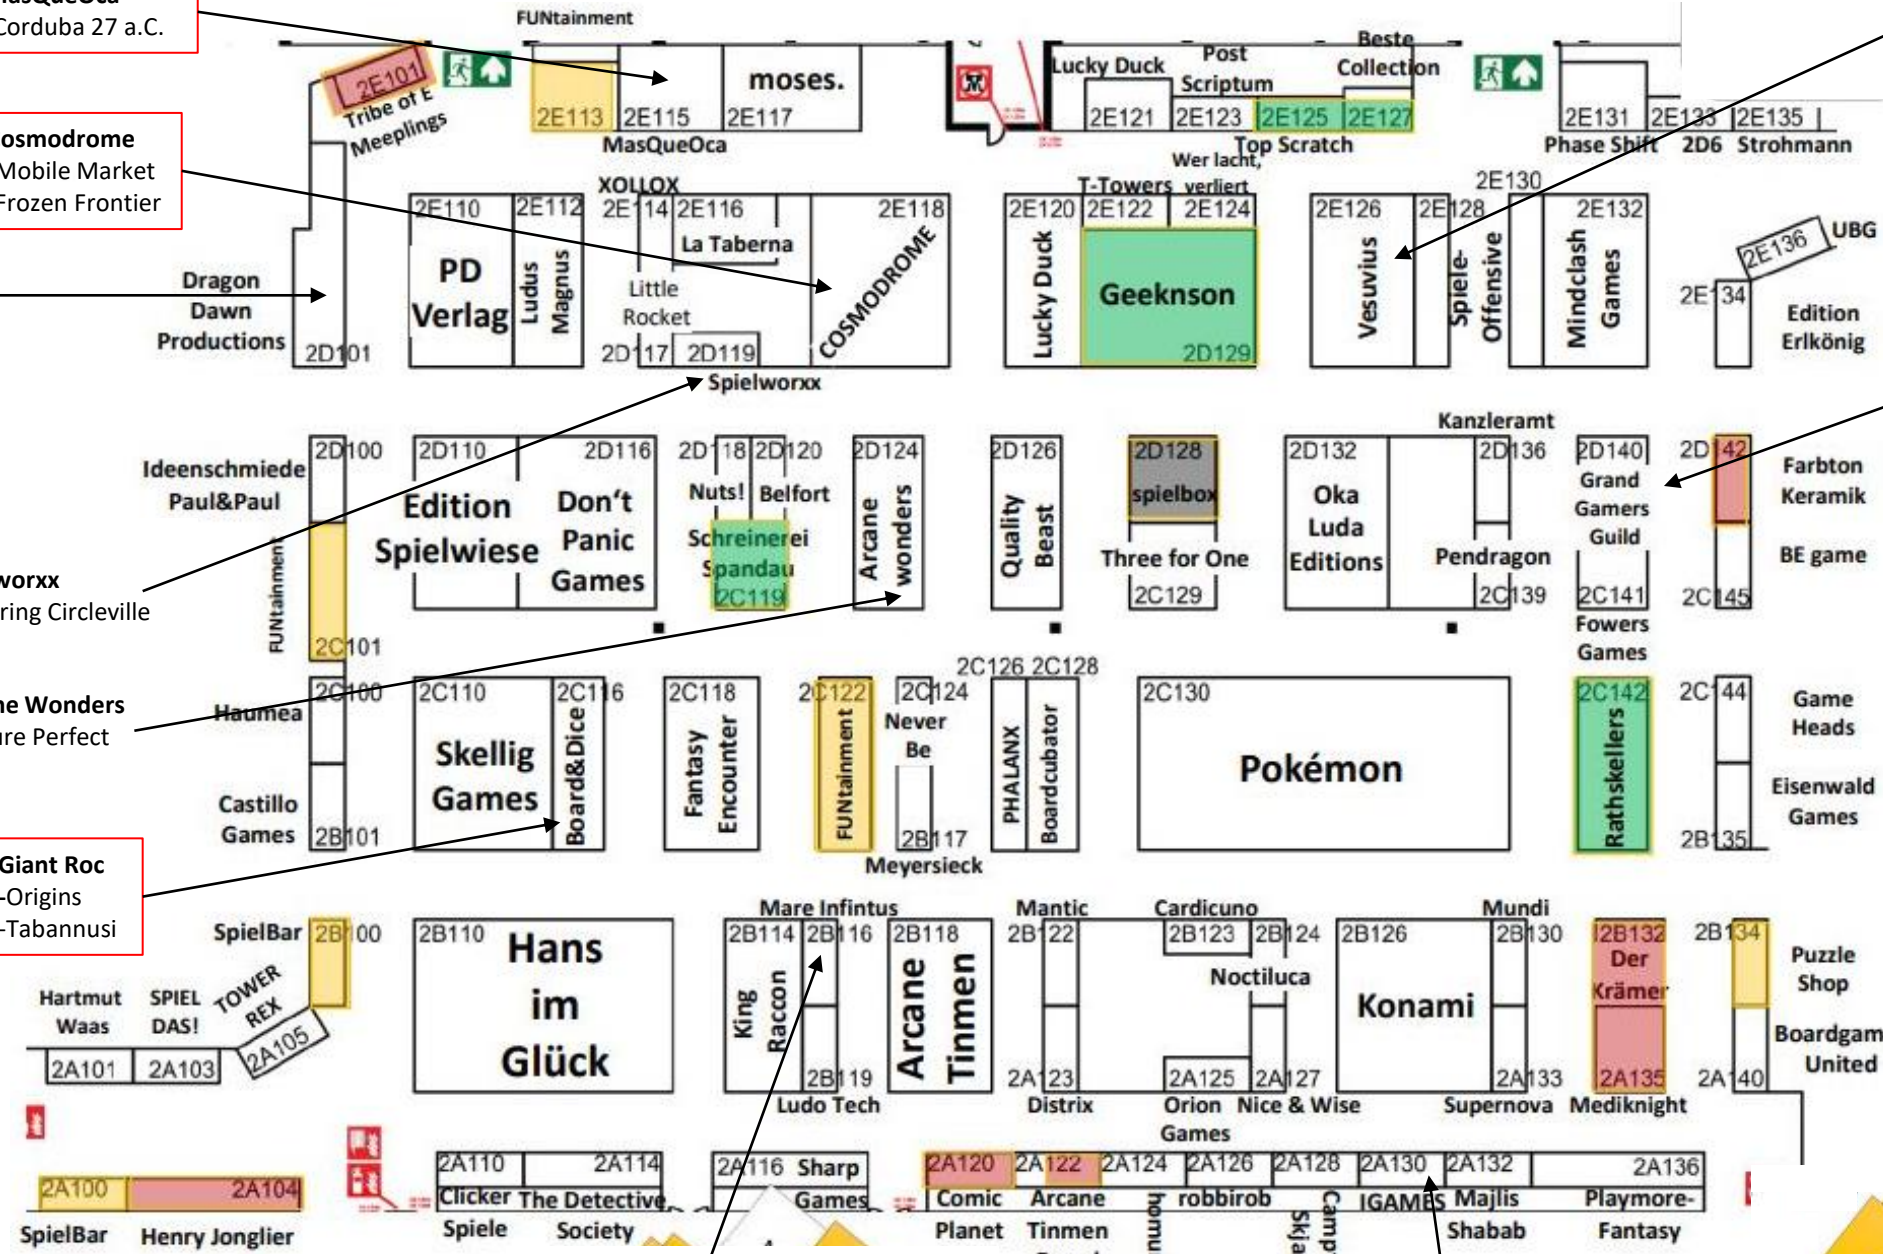 MasQueOca
Corduba 27 a.C.
FUNtainment
moses.
2E101
Tribe of E
Meeplings
2E113
2E115
2E117
MasQueOca
Lucky Duck
Post
Scriptum
Beste
Collection
2E121
2E123
2E125
2E127
Top Scratch
2E131
2E133
2E135
Phase Shift
2D6
Strohmann
osmodrome
Mobile Market
Frozen Frontier
XOLLOX
2E110
2E112
2E114
2E116
2E118
La Taberna
PD
Verlag
Ludus
Magnus
Little
Rocket
COSMODROME
2D117
2D119
Spielworxx
T-Towers
Wer lacht,
verliert
2E120
2E122
2E124
Lucky Duck
Geeknson
2D129
2E126
2E128
2E130
2E132
Vesuvius
Spiele-
Offensive
Mindclash
Games
2E136
UBG
2E134
Edition
Erlkönig
Dragon
Dawn
Productions
2D101
Ideenschmiede
Paul&Paul
2D100
FUNtainment
2C101
2D110
2D116
Edition
Spielwiese
Don't
Panic
Games
2D118
2D120
Nuts!
Belfort
Schreinerei
Spandau
2C119
2D124
Arcane
wonders
2D126
Quality
Beast
2D128
spielbox
Three for One
2C129
2D132
Oka
Luda
Editions
Kanzleramt
2D136
Pendragon
2C139
2D140
Grand
Gamers
Guild
2C141
Fowers
Games
2D142
Farbton
Keramik
BE game
2C145
worxx
ring Circleville
ne Wonders
ure Perfect
Haumea
2C100
Castillo
Games
2B101
2C110
2C116
Skellig
Games
Board&Dice
2C118
Fantasy
Encounter
2C122
FUNtainment
2C124
Never
Be
2B117
Meyersieck
2C126
2C128
PHALANX
Boardcubator
2C130
Pokémon
2C142
Rathskellers
2C144
Game
Heads
Eisenwald
Games
2B135
Giant Roc
-Origins
-Tabannusi
SpielBar
2B100
TOWER
REX
2A105
Hartmut
Waas
SPIEL
DAS!
2A101
2A103
2B110
Hans
im
Glück
Mare Infintus
2B114
2B116
King
Raccon
2B119
Ludo Tech
2B118
Arcane
Tinmen
Mantic
2B122
2A123
Distrix
Cardicuno
2B123
2B124
Noctiluca
2A125
2A127
Orion
Games
Nice & Wise
2B126
Konami
Mundi
2B130
2A133
Supernova
2B132
Der
Krämer
2A135
Mediknight
2B134
Puzzle
Shop
Boardgam
United
2A140
2A100
2A104
SpielBar
Henry Jonglier
2A110
2A114
Clicker
Spiele
The Detective
Society
2A116
Sharp
Games
2A120
2A122
2A124
2A126
2A128
2A130
2A132
2A136
Comic
Planet
Arcane
Tinmen
robbirob
IGAMES
Majlis
Shabab
Playmore-
Fantasy